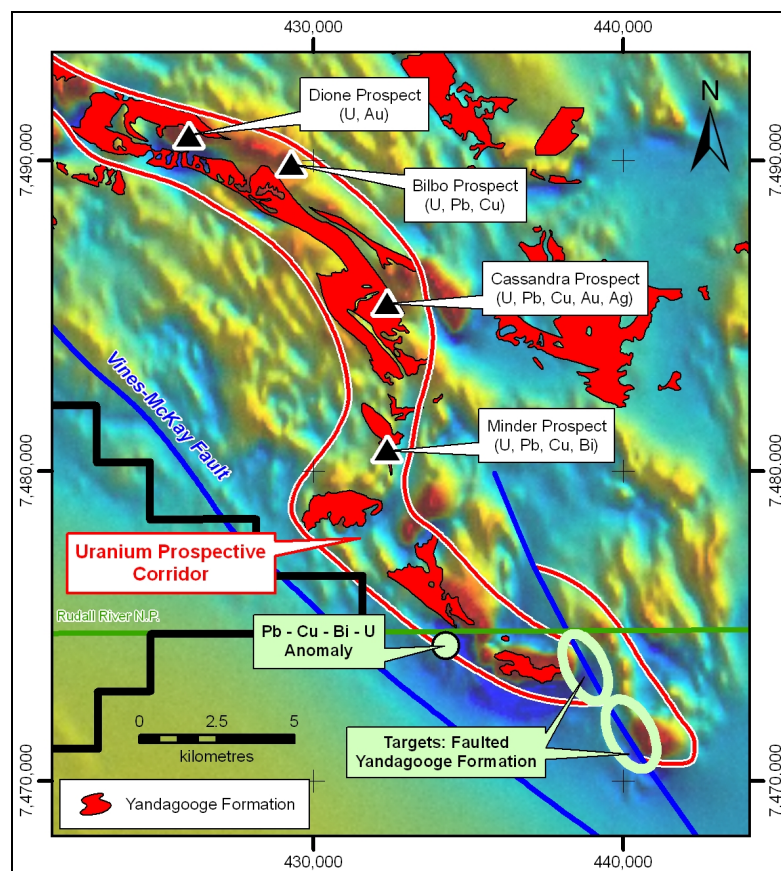 430,000
440,000
Dione Prospect
(U, Au)
N
7,490,000
7,490,000
Bilbo Prospect
(U, Pb, Cu)
Cassandra Prospect
(U, Pb, Cu, Au, Ag)
Vines-McKay Fault
Minder Prospect
(U, Pb, Cu, Bi)
7,480,000
7,480,000
Uranium Prospective
Corridor
Rudall River N.P.
Pb - Cu - Bi - U
Anomaly
0
5
kilometres
Targets: Faulted
Yandagooge Formation
7,470,000
7,470,000
Yandagooge Formation
430,000
440,000